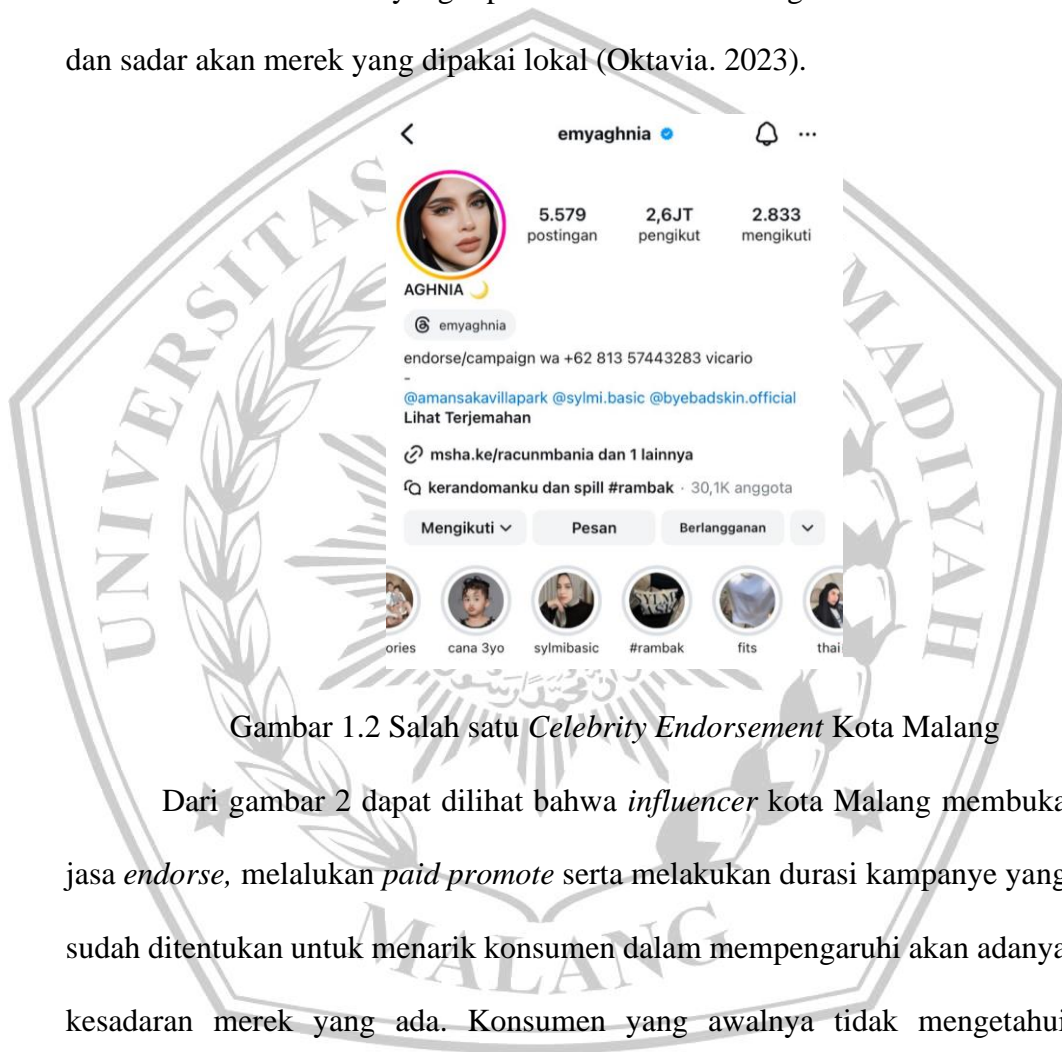 dan sadar akan merek yang dipakai lokal (Oktavia. 2023).
emyaghnia
5.579 2,6JT 2.833
postingan pengikut mengikuti
AGHNIA 🌙
emyaghnia
endorse/campaign wa +62 813 57443283 vicario
-
@amansakavillapark @sylmi.basic @byebadskin.official
Lihat Terjemahan
msha.ke/racunmbania dan 1 lainnya
kerandomanku dan spill #rambak · 30,1K anggota
Mengikuti Pesan Berlangganan
ories cana 3yo sylmibasic #rambak fits thai
Gambar 1.2 Salah satu Celebrity Endorsement Kota Malang
Dari gambar 2 dapat dilihat bahwa influencer kota Malang membuka
jasa endorse, melalukan paid promote serta melakukan durasi kampanye yang
sudah ditentukan untuk menarik konsumen dalam mempengaruhi akan adanya
kesadaran merek yang ada. Konsumen yang awalnya tidak mengetahui
UNIVERSITAS
MALANG